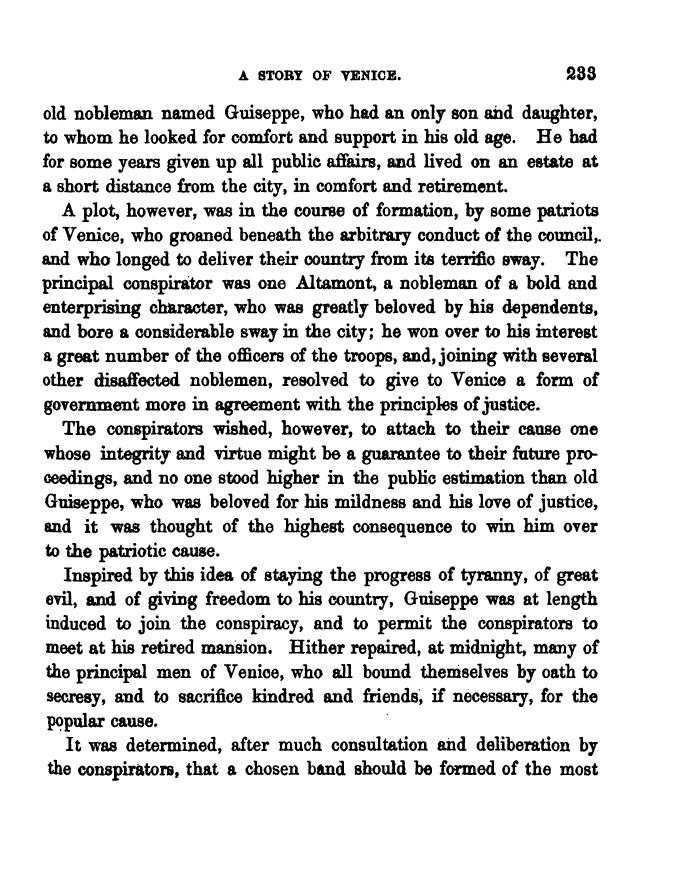 A STORY OF VENICE. 233
old nobleman named Guiseppe, who had an only son and daughter,
to whom he looked for comfort and support in his old age. He had
for some years given up all public affairs, and lived on an estate at
a short distance from the city, in comfort and retirement.
A plot, however, was in the course of formation, by some patriots
of Venice, who groaned beneath the arbitrary conduct of the council,.
and who longed to deliver their country from its terrific sway. The
principal conspirator was one Altamont, a nobleman of a bold and
enterprising character, who was greatly beloved by his dependents,
and bore a considerable sway in the city; he won over to his interest
a great number of the officers of the troops, and, joining with several
other disaffected noblemen, resolved to give to Venice a form of
government more in agreement with the principles of justice.
The conspirators wished, however, to attach to their cause one
whose integrity and virtue might be a guarantee to their future pro-
ceedings, and no one stood higher in the public estimation than old
Guiseppe, who was beloved for his mildness and his love of justice,
and it was thought of the highest consequence to win him over
to the patriotic cause.
Inspired by this idea of staying the progress of tyranny, of great
evil, and of giving freedom to his country, Guiseppe was at length
induced to join the conspiracy, and to permit the conspirators to
meet at his retired mansion. Hither repaired, at midnight, many of
the principal men of Venice, who all bound themselves by oath to
secresy, and to sacrifice kindred and friends, if necessary, for the
popular cause.
It was determined, after much consultation and deliberation by
the conspirators, that a chosen band should be formed of the most